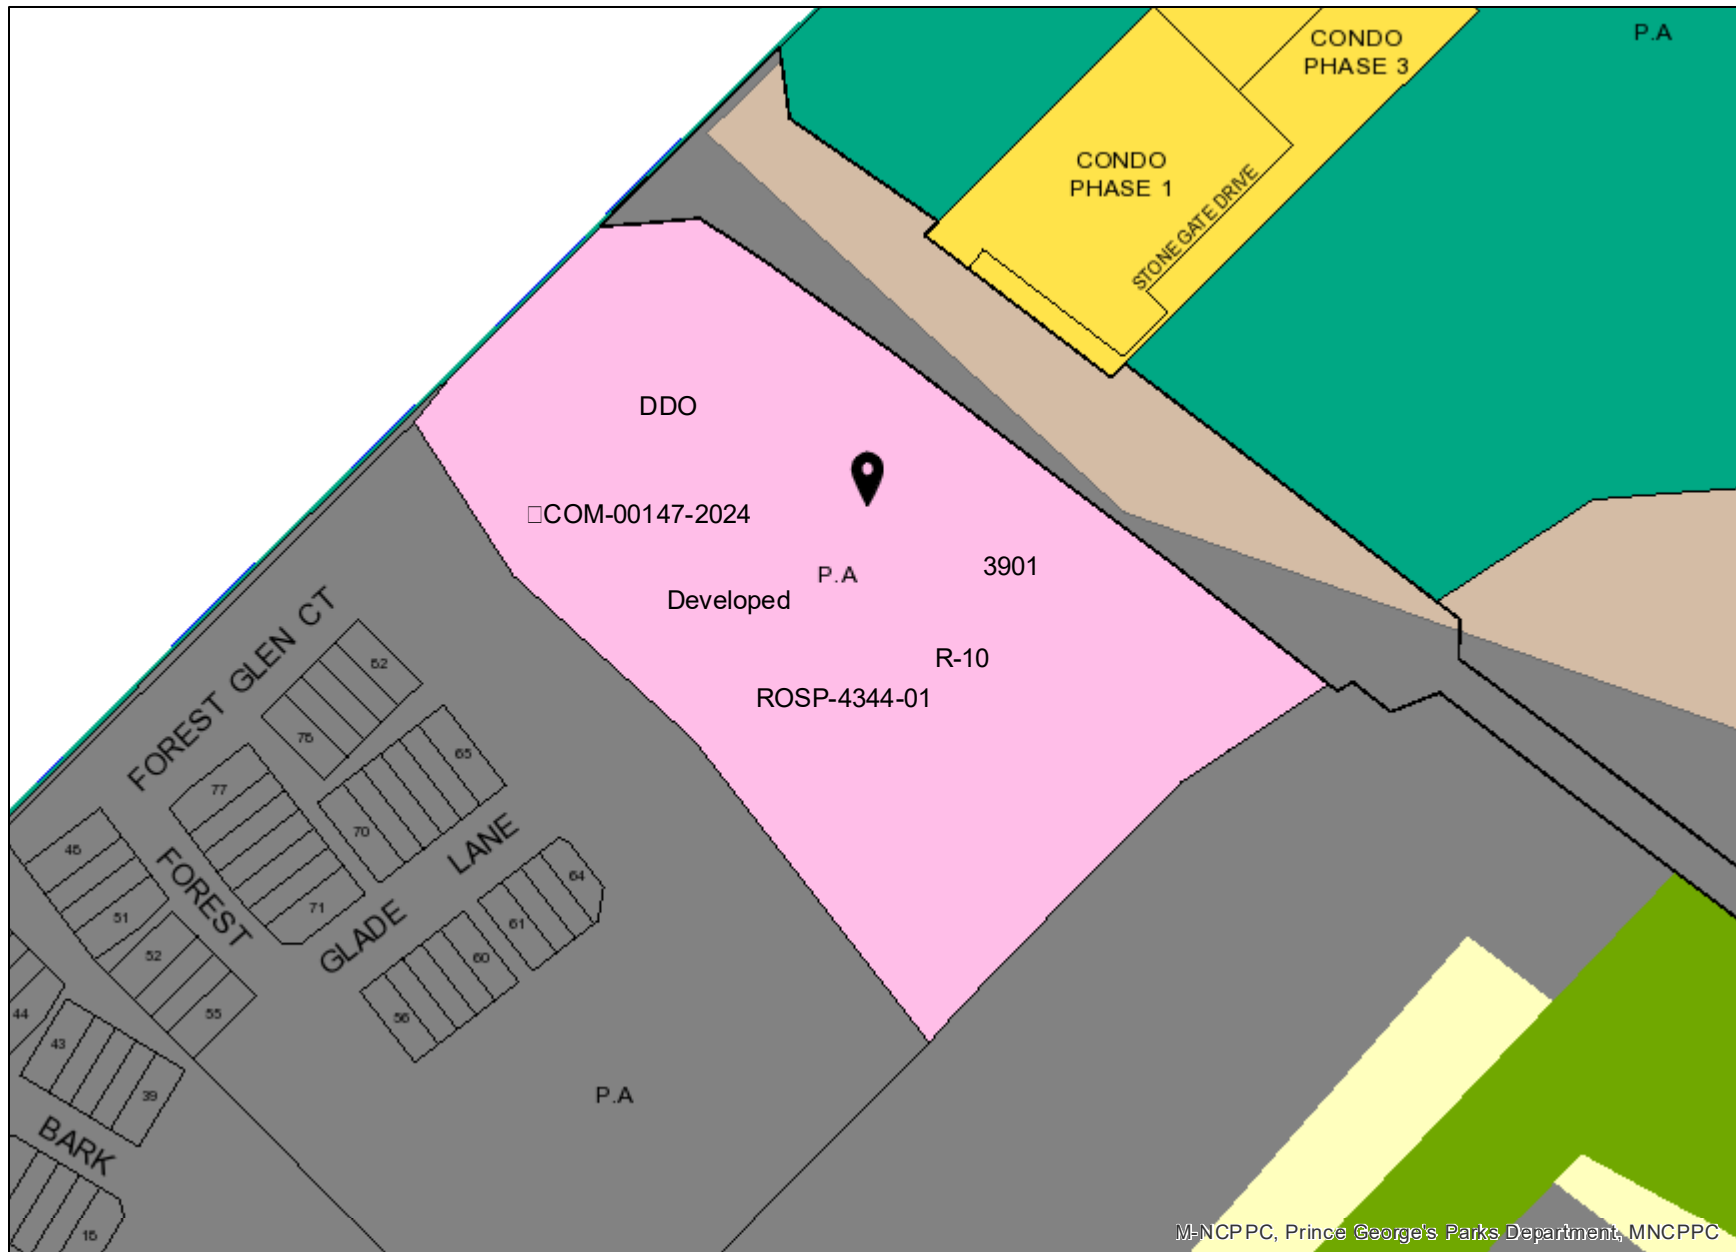 P.A
CONDO
PHASE 3
CONDO
PHASE 1
STONE GATE DRIVE
DDO
□COM-00147-2024
3901
P.A
Developed
R-10
ROSP-4344-01
FOREST GLEN CT
62
75
65
77
70
LANE
46
FOREST
64
71
51
61
GLADE
52
60
55
56
44
43
39
P.A
BARK
16
M-NCPPC, Prince George's Parks Department, MNCPPC